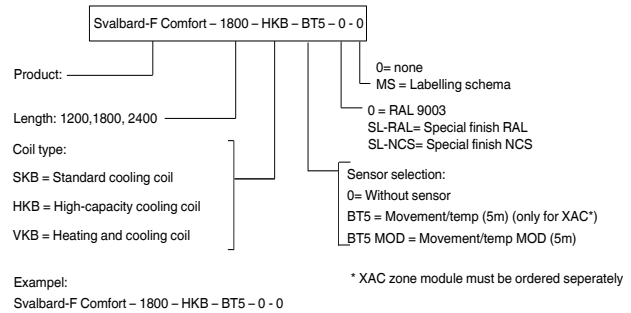 Svalbard-F Comfort – 1800 – HKB – BT5 – 0 - 0
Product:
0= none
MS = Labelling schema
Length: 1200,1800, 2400
0 = RAL 9003
SL-RAL= Special finish RAL
SL-NCS= Special finish NCS
Coil type:
SKB = Standard cooling coil
HKB = High-capacity cooling coil
VKB = Heating and cooling coil
Sensor selection:
0= Without sensor
BT5 = Movement/temp (5m) (only for XAC*)
BT5 MOD = Movement/temp MOD (5m)
Exampel:
Svalbard-F Comfort – 1800 – HKB – BT5 – 0 - 0
* XAC zone module must be ordered seperately